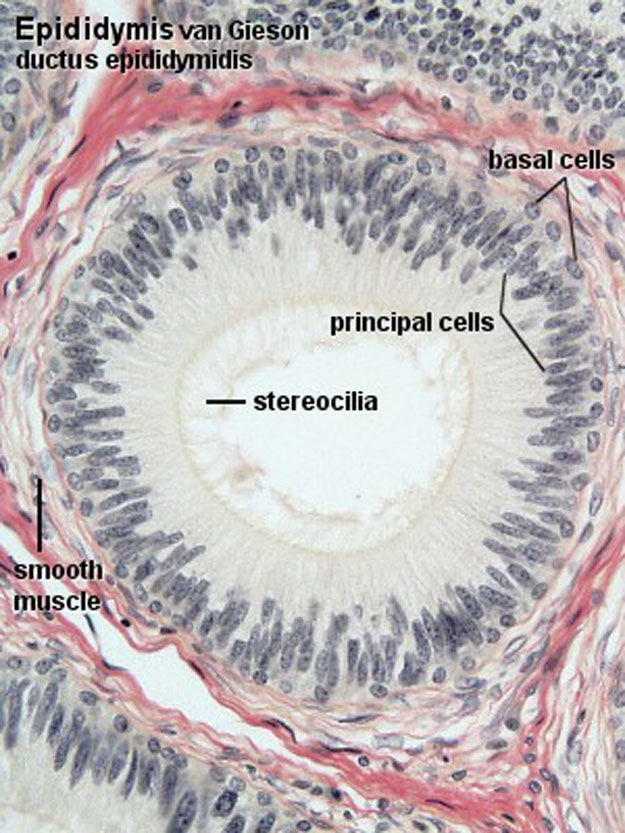 Epididymis van Gieson
ductus epididymidis
basal cells
principal cells
stereocilia
smooth
muscle